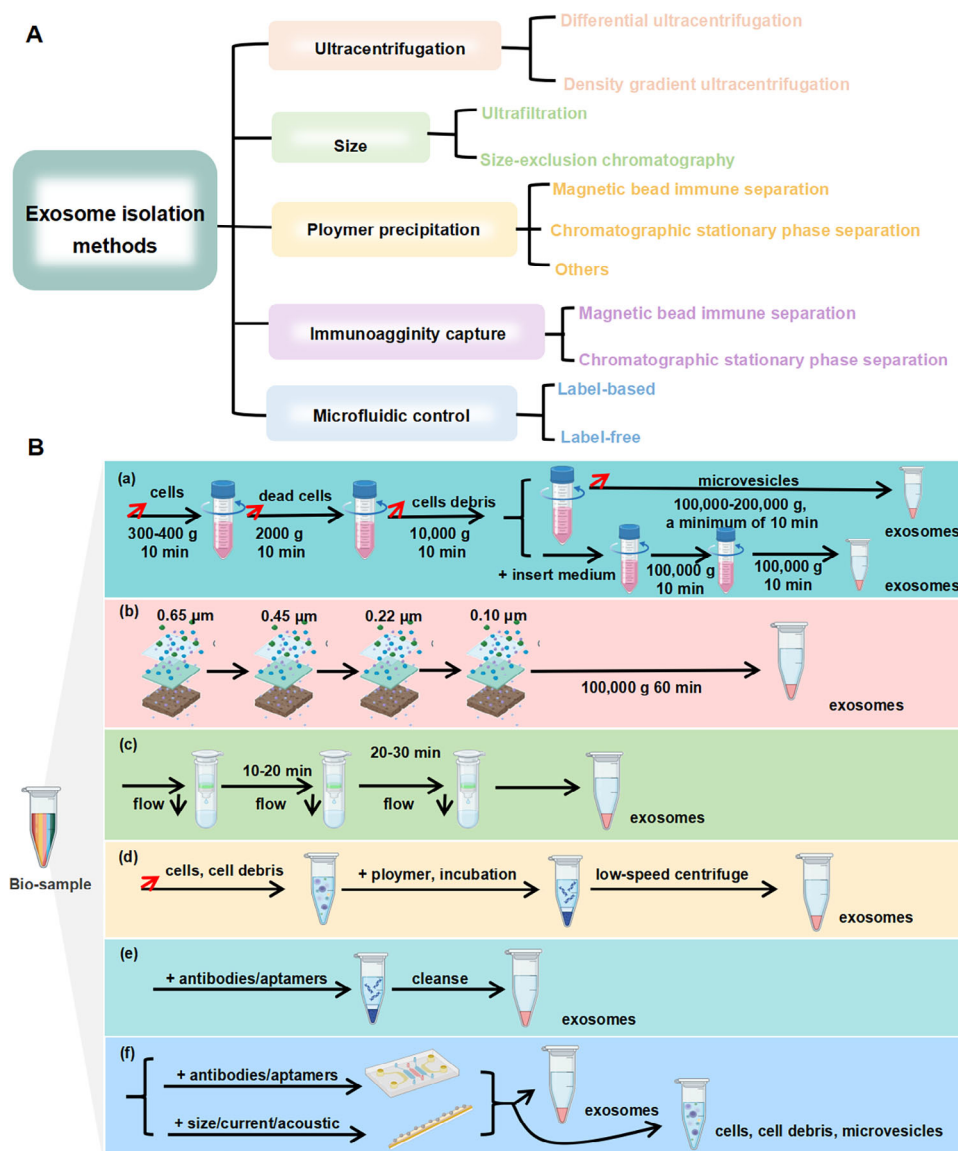 A
Exosome isolation
methods
Ultracentrifugation
Differential ultracentrifugation
Density gradient ultracentrifugation
Size
Ultrafiltration
Size-exclusion chromatography
Ploymer precipitation
Magnetic bead immune separation
Chromatographic stationary phase separation
Others
Immunoagginity capture
Magnetic bead immune separation
Chromatographic stationary phase separation
Microfluidic control
Label-based
Label-free
B
Bio-sample
(a)
cells
300-400 g
10 min
dead cells
2000 g
10 min
cells debris
10,000 g
10 min
microvesicles
100,000-200,000 g,
a minimum of 10 min
exosomes
+ insert medium
100,000 g
10 min
100,000 g
10 min
exosomes
(b)
0.65 μm
0.45 μm
0.22 μm
0.10 μm
100,000 g 60 min
exosomes
(c)
flow
10-20 min
flow
20-30 min
flow
exosomes
(d)
cells, cell debris
+ ploymer, incubation
low-speed centrifuge
exosomes
(e)
+ antibodies/aptamers
cleanse
exosomes
(f)
+ antibodies/aptamers
+ size/current/acoustic
exosomes
cells, cell debris, microvesicles